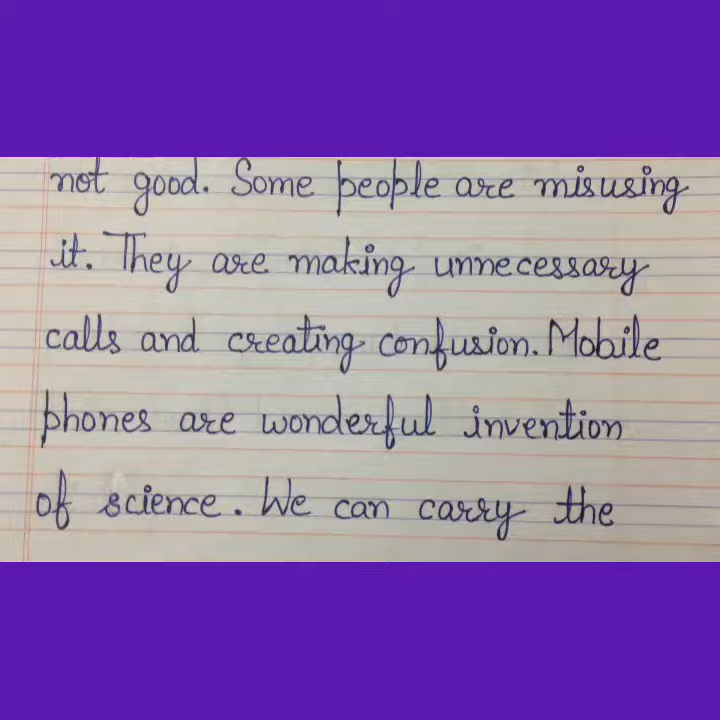 not good. Some people are misusing
it. They are making unnecessary
calls and creating confusion. Mobile
phones are wonderful invention
of science. We can carry the